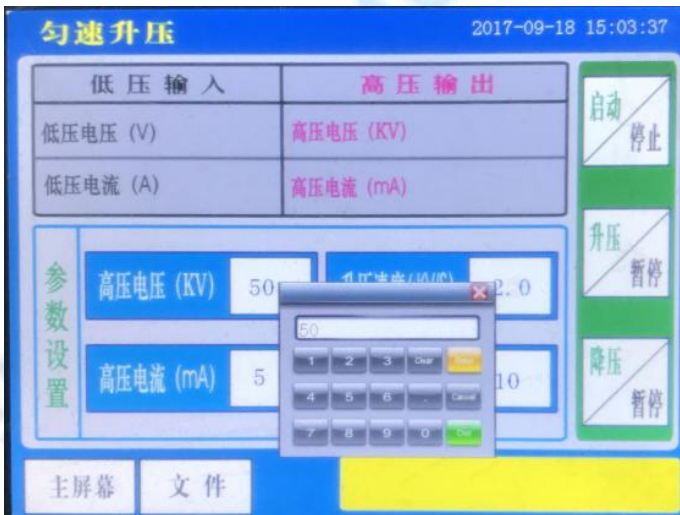 匀速升压
2017-09-18 15:03:37
低压输入
高压输出
低压电压 (V)
高压电压 (KV)
低压电流 (A)
高压电流 (mA)
启动
停止
升压
暂停
降压
暂停
参数设置
高压电压 (KV)
50
2.0
高压电流 (mA)
5
10
50
1 2 3 Clear
4 5 6 . Cancel
7 8 9 0
主屏幕
文件